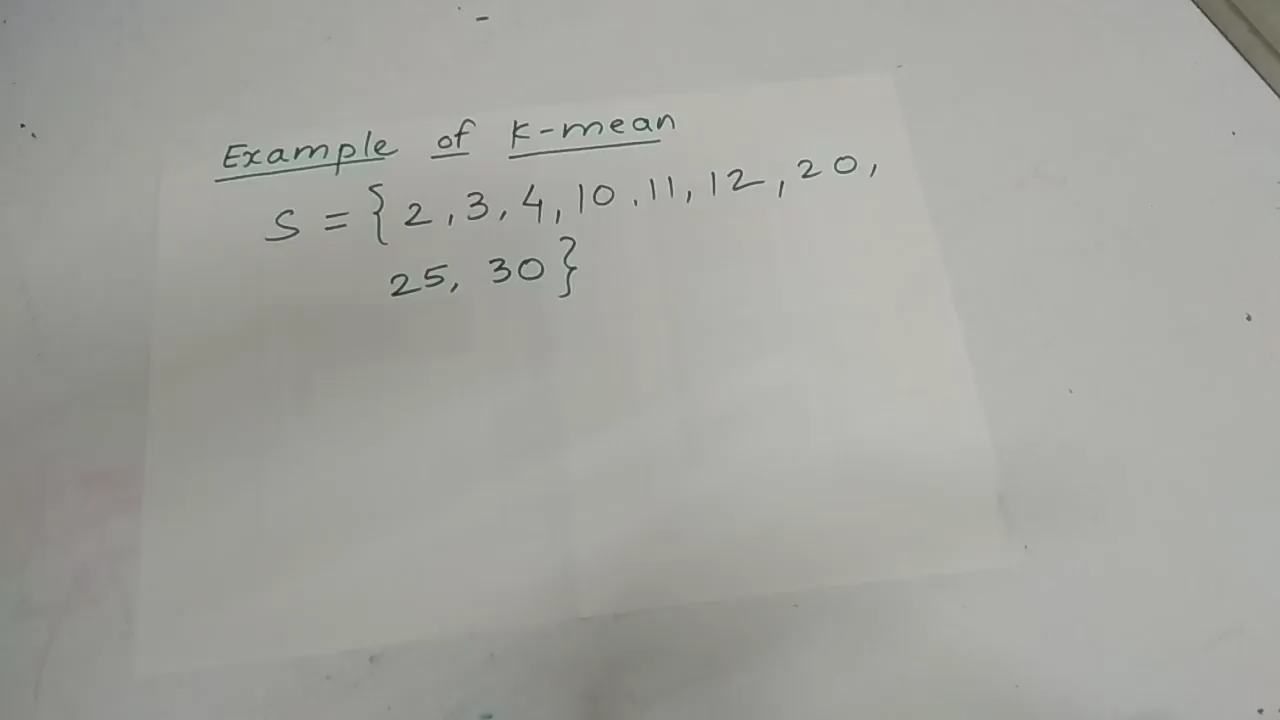 Example of K-mean
S = {2, 3, 4, 10, 11, 12, 20,
25, 30}